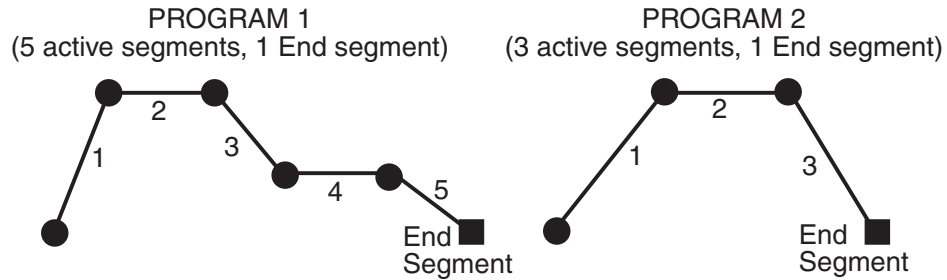 PROGRAM 1
(5 active segments, 1 End segment)
1
2
3
4
5
End
Segment
PROGRAM 2
(3 active segments, 1 End segment)
1
2
3
End
Segment